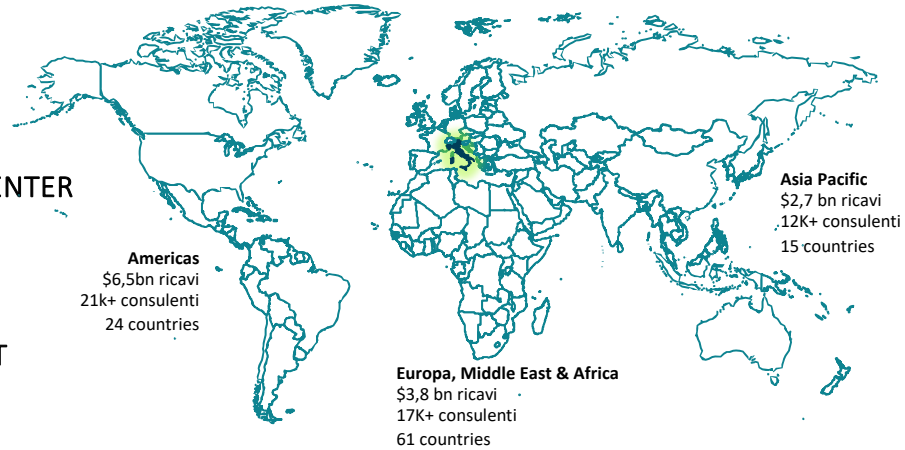 ENTER
T
Americas
$6,5bn ricavi
21k+ consulenti
24 countries
Europa, Middle East & Africa
$3,8 bn ricavi
17K+ consulenti
61 countries
Asia Pacific
$2,7 bn ricavi
12K+ consulenti
15 countries